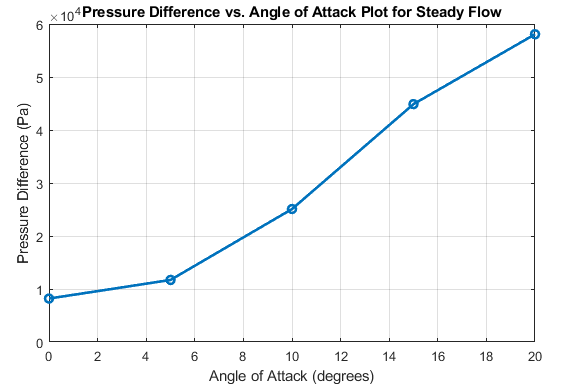 ×10⁴ Pressure Difference vs. Angle of Attack Plot for Steady Flow
6
5
4
3
2
1
0
Pressure Difference (Pa)
0 2 4 6 8 10 12 14 16 18 20
Angle of Attack (degrees)